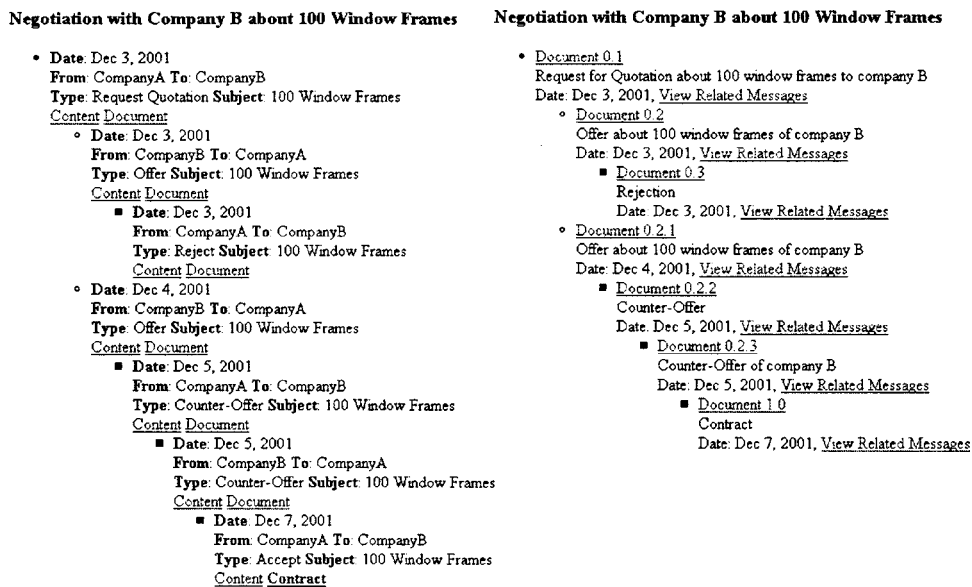 Negotiation with Company B about 100 Window Frames
• Date: Dec 3, 2001
From: CompanyA To: CompanyB
Type: Request Quotation Subject: 100 Window Frames
Content Document
∘ Date: Dec 3, 2001
From: CompanyB To: CompanyA
Type: Offer Subject: 100 Window Frames
Content Document
▪ Date: Dec 3, 2001
From: CompanyA To: CompanyB
Type: Reject Subject: 100 Window Frames
Content Document
∘ Date: Dec 4, 2001
From: CompanyB To: CompanyA
Type: Offer Subject: 100 Window Frames
Content Document
▪ Date: Dec 5, 2001
From: CompanyA To: CompanyB
Type: Counter-Offer Subject: 100 Window Frames
Content Document
▪ Date: Dec 5, 2001
From: CompanyB To: CompanyA
Type: Counter-Offer Subject: 100 Window Frames
Content Document
▪ Date: Dec 7, 2001
From: CompanyA To: CompanyB
Type: Accept Subject: 100 Window Frames
Content Contract
Negotiation with Company B about 100 Window Frames
• Document 0.1
Request for Quotation about 100 window frames to company B
Date: Dec 3, 2001, View Related Messages
∘ Document 0.2
Offer about 100 window frames of company B
Date: Dec 3, 2001, View Related Messages
▪ Document 0.3
Rejection
Date: Dec 3, 2001, View Related Messages
∘ Document 0.2.1
Offer about 100 window frames of company B
Date: Dec 4, 2001, View Related Messages
▪ Document 0.2.2
Counter-Offer
Date: Dec 5, 2001, View Related Messages
▪ Document 0.2.3
Counter-Offer of company B
Date: Dec 5, 2001, View Related Messages
▪ Document 1.0
Contract
Date: Dec 7, 2001, View Related Messages